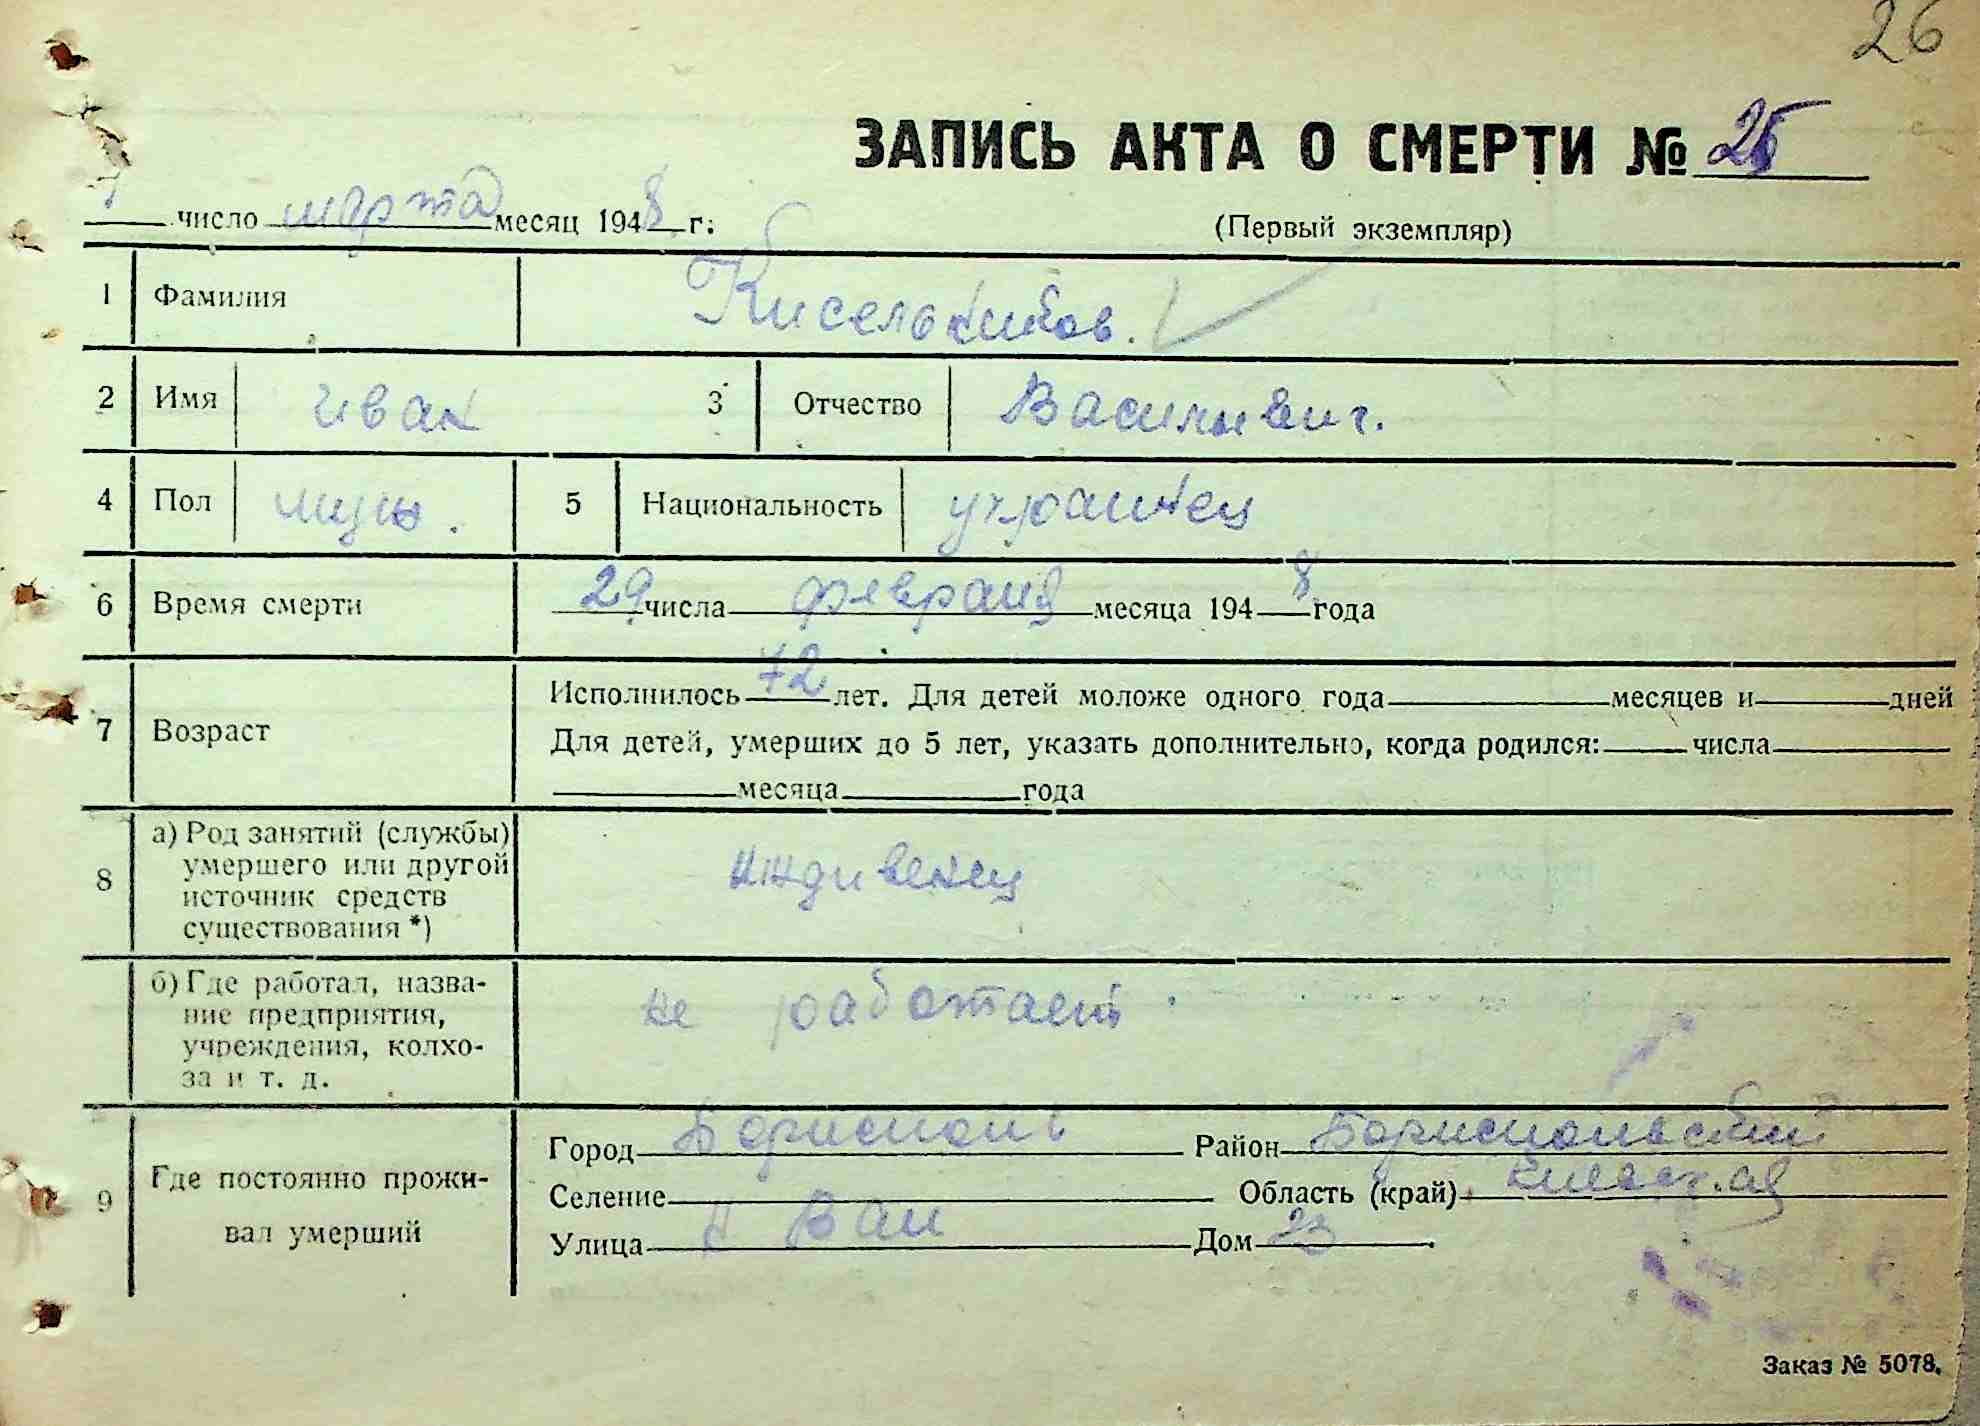 26
ЗАПИСЬ АКТА О СМЕРТИ № 25
1 число марта месяц 1948 г.
(Первый экземпляр)
1 Фамилия
2 Имя Иван 3 Отчество Васильевич.
4 Пол муж. 5 Национальность украинец
6 Время смерти 29 числа февраля месяца 1948 года
7 Возраст
Исполнилось 72 лет. Для детей моложе одного года месяцев и дней
Для детей, умерших до 5 лет, указать дополнительно, когда родился: числа
месяца года
8 а) Род занятий (службы) умершего или другой источник средств существования *)
иждивенец
б) Где работал, назва-
ние предприятия,
учреждения, колхо-
за и т. д.
не работает
9 Где постоянно прожи-
вал умерший
Город Борисполь Район Бориспольский
Селение Область (край) Киевская
Улица Вал Дом 23
Заказ № 5078.